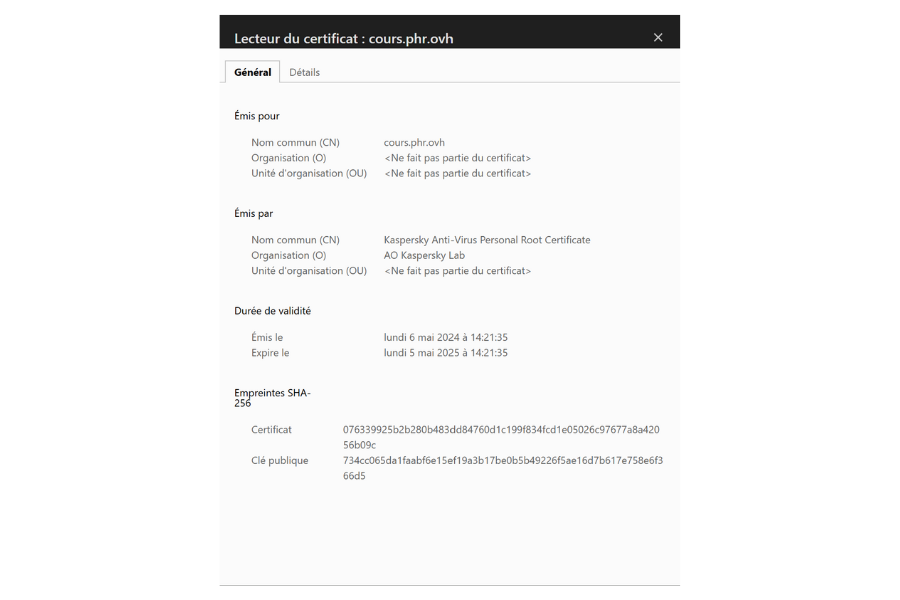 Lecteur du certificat : cours.phr.ovh
Général Détails
Émis pour
Nom commun (CN) cours.phr.ovh
Organisation (O) <Ne fait pas partie du certificat>
Unité d'organisation (OU) <Ne fait pas partie du certificat>
Émis par
Nom commun (CN) Kaspersky Anti-Virus Personal Root Certificate
Organisation (O) AO Kaspersky Lab
Unité d'organisation (OU) <Ne fait pas partie du certificat>
Durée de validité
Émis le lundi 6 mai 2024 à 14:21:35
Expire le lundi 5 mai 2025 à 14:21:35
Empreintes SHA-
256
Certificat 076339925b2b280b483dd84760d1c199f834fcd1e05026c97677a8a420
56b09c
Clé publique 734cc065da1faabf6e15ef19a3b17be0b5b49226f5ae16d7b617e758e6f3
66d5